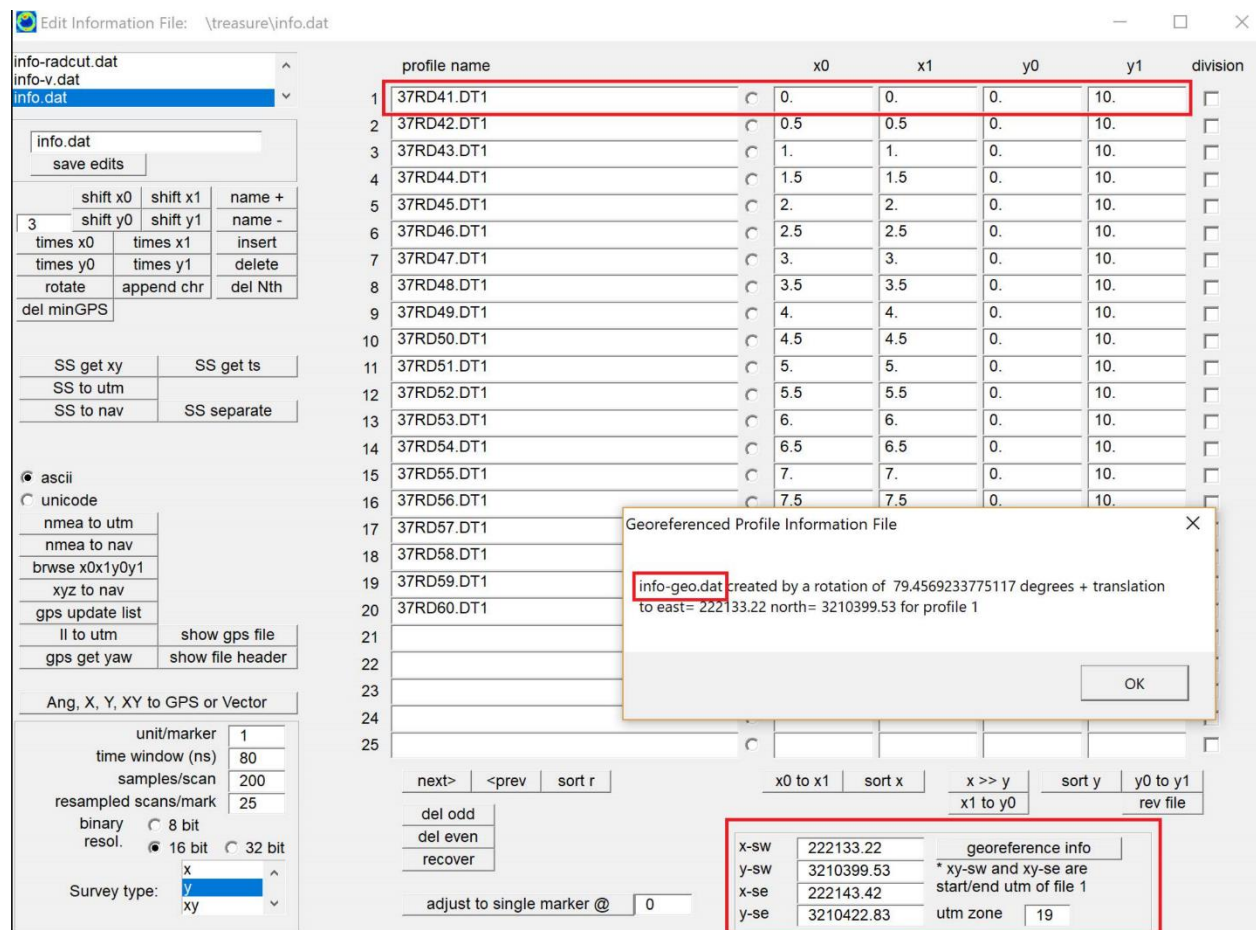 Edit Information File:    \treasure\info.dat
info-radcut.dat
info-v.dat
info.dat
info.dat
save edits
shift x0 shift x1 name +
3 shift y0 shift y1 name -
times x0 times x1 insert
times y0 times y1 delete
rotate append chr del Nth
del minGPS
SS get xy SS get ts
SS to utm
SS to nav SS separate
ascii
unicode
nmea to utm
nmea to nav
brwse x0x1y0y1
xyz to nav
gps update list
ll to utm show gps file
gps get yaw show file header
Ang, X, Y, XY to GPS or Vector
unit/marker 1
time window (ns) 80
samples/scan 200
resampled scans/mark 25
binary resol. 8 bit
16 bit 32 bit
Survey type: x
y
xy
profile name x0 x1 y0 y1 division
1 37RD41.DT1 0. 0. 0. 10.
2 37RD42.DT1 0.5 0.5 0. 10.
3 37RD43.DT1 1. 1. 0. 10.
4 37RD44.DT1 1.5 1.5 0. 10.
5 37RD45.DT1 2. 2. 0. 10.
6 37RD46.DT1 2.5 2.5 0. 10.
7 37RD47.DT1 3. 3. 0. 10.
8 37RD48.DT1 3.5 3.5 0. 10.
9 37RD49.DT1 4. 4. 0. 10.
10 37RD50.DT1 4.5 4.5 0. 10.
11 37RD51.DT1 5. 5. 0. 10.
12 37RD52.DT1 5.5 5.5 0. 10.
13 37RD53.DT1 6. 6. 0. 10.
14 37RD54.DT1 6.5 6.5 0. 10.
15 37RD55.DT1 7. 7. 0. 10.
16 37RD56.DT1 7.5 7.5 0. 10.
17 37RD57.DT1
18 37RD58.DT1
19 37RD59.DT1
20 37RD60.DT1
21
22
23
24
25
Georeferenced Profile Information File
info-geo.dat created by a rotation of 79.4569233775117 degrees + translation
to east= 222133.22 north= 3210399.53 for profile 1
OK
next> <prev sort r x0 to x1 sort x x >> y sort y y0 to y1
x1 to y0 rev file
del odd
del even
recover
adjust to single marker @ 0
x-sw 222133.22 georeference info
y-sw 3210399.53 * xy-sw and xy-se are
x-se 222143.42 start/end utm of file 1
y-se 3210422.83 utm zone 19